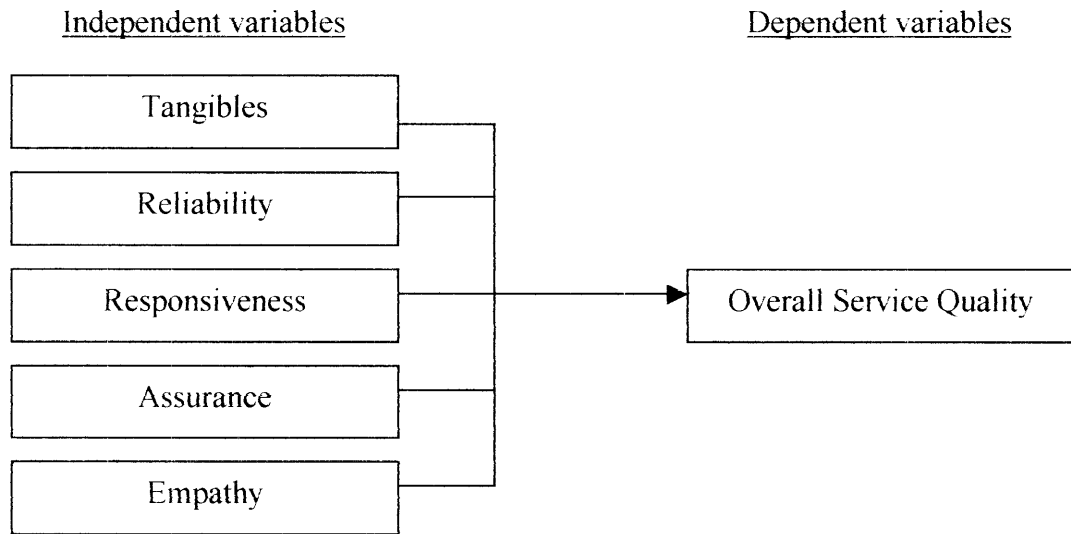 Independent variables
Dependent variables
Tangibles
Reliability
Responsiveness
Overall Service Quality
Assurance
Empathy